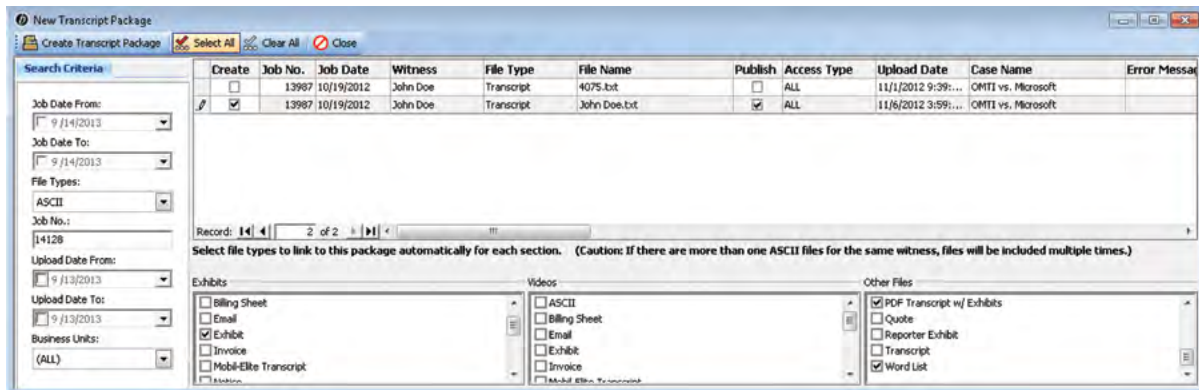 New Transcript Package
Create Transcript Package Select All Clear All Close
Search Criteria
Job Date From:
9/14/2013
Job Date To:
9/14/2013
File Types:
ASCII
Job No.:
14128
Upload Date From:
9/13/2013
Upload Date To:
9/13/2013
Business Units:
(ALL)
Create Job No. Job Date Witness File Type File Name Publish Access Type Upload Date Case Name Error Messag
13987 10/19/2012 John Doe Transcript 4075.txt ALL 11/1/2012 9:39:... OMTI vs. Microsoft
13987 10/19/2012 John Doe Transcript John Doe.txt ALL 11/6/2012 3:59:... OMTI vs. Microsoft
Record: 2 of 2
Select file types to link to this package automatically for each section. (Caution: If there are more than one ASCII files for the same witness, files will be included multiple times.)
Exhibits
Billing Sheet
Email
Exhibit
Invoice
Mobil-Elite Transcript
Notice
Videos
ASCII
Billing Sheet
Email
Exhibit
Invoice
Mobil-Elite Transcript
Other Files
PDF Transcript w/ Exhibits
Quote
Reporter Exhibit
Transcript
Word List